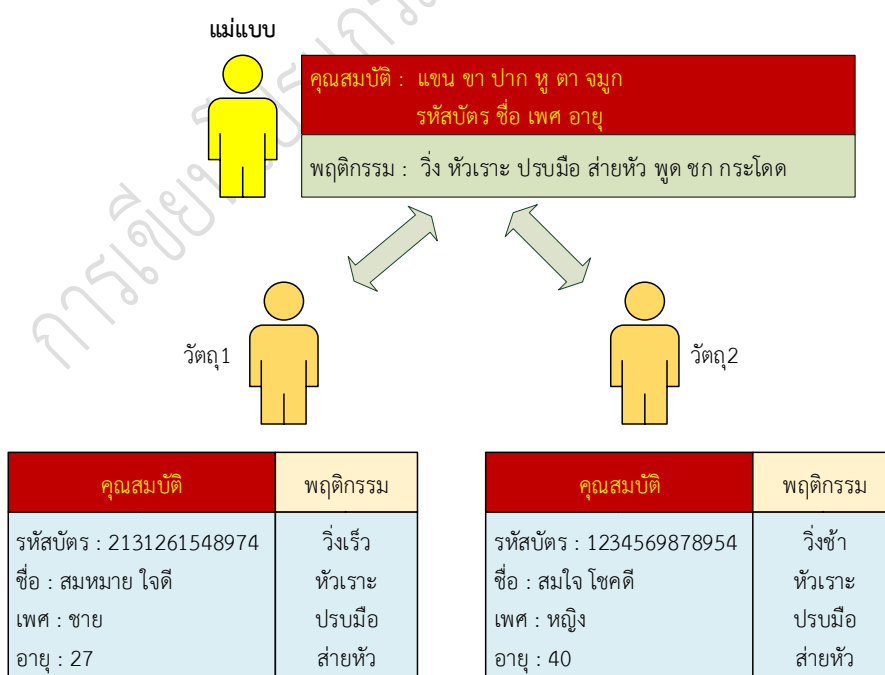 แม่แบบ
คุณสมบัติ : แขน ขา ปาก หู ตา จมูก
รหัสบัตร ชื่อ เพศ อายุ
พฤติกรรม : วิ่ง หัวเราะ ปรบมือ ส่ายหัว พูด ชก กระโดด
วัตถุ1
วัตถุ2
คุณสมบัติ
พฤติกรรม
รหัสบัตร : 2131261548974
วิ่งเร็ว
ชื่อ : สมหมาย ใจดี
หัวเราะ
เพศ : ชาย
ปรบมือ
อายุ : 27
ส่ายหัว
คุณสมบัติ
พฤติกรรม
รหัสบัตร : 1234569878954
วิ่งช้า
ชื่อ : สมใจ โชคดี
หัวเราะ
เพศ : หญิง
ปรบมือ
อายุ : 40
ส่ายหัว